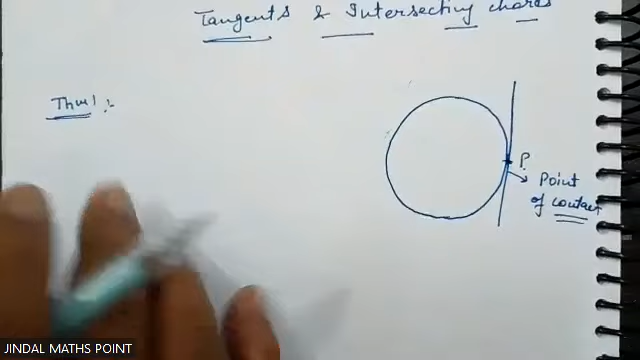 Tangents & Intersecting chords
Thm 1 :-
P.
Point
of contact
JINDAL MATHS POINT